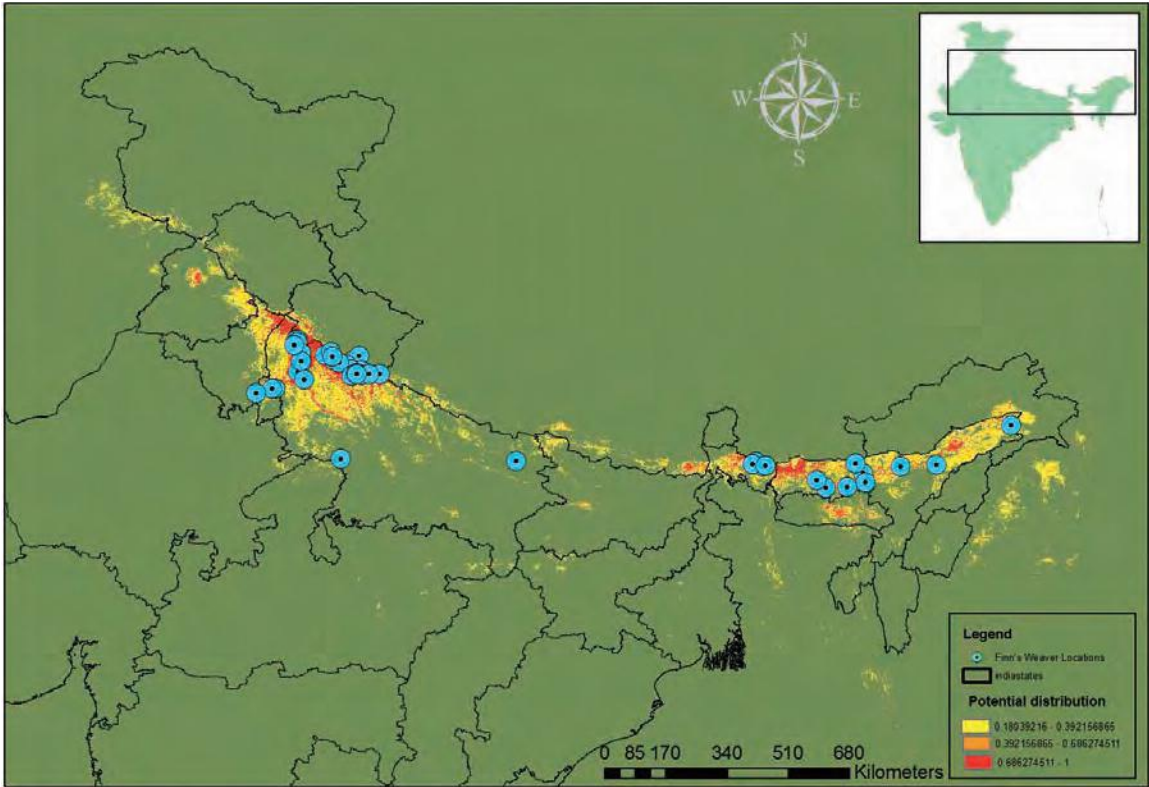 N
W E
S
Legend
Finn's Weaver Locations
indiastates
Potential distribution
0.18039216 - 0.392156865
0.392156865 - 0.686274511
0.686274511 - 1
0 85 170 340 510 680
Kilometers